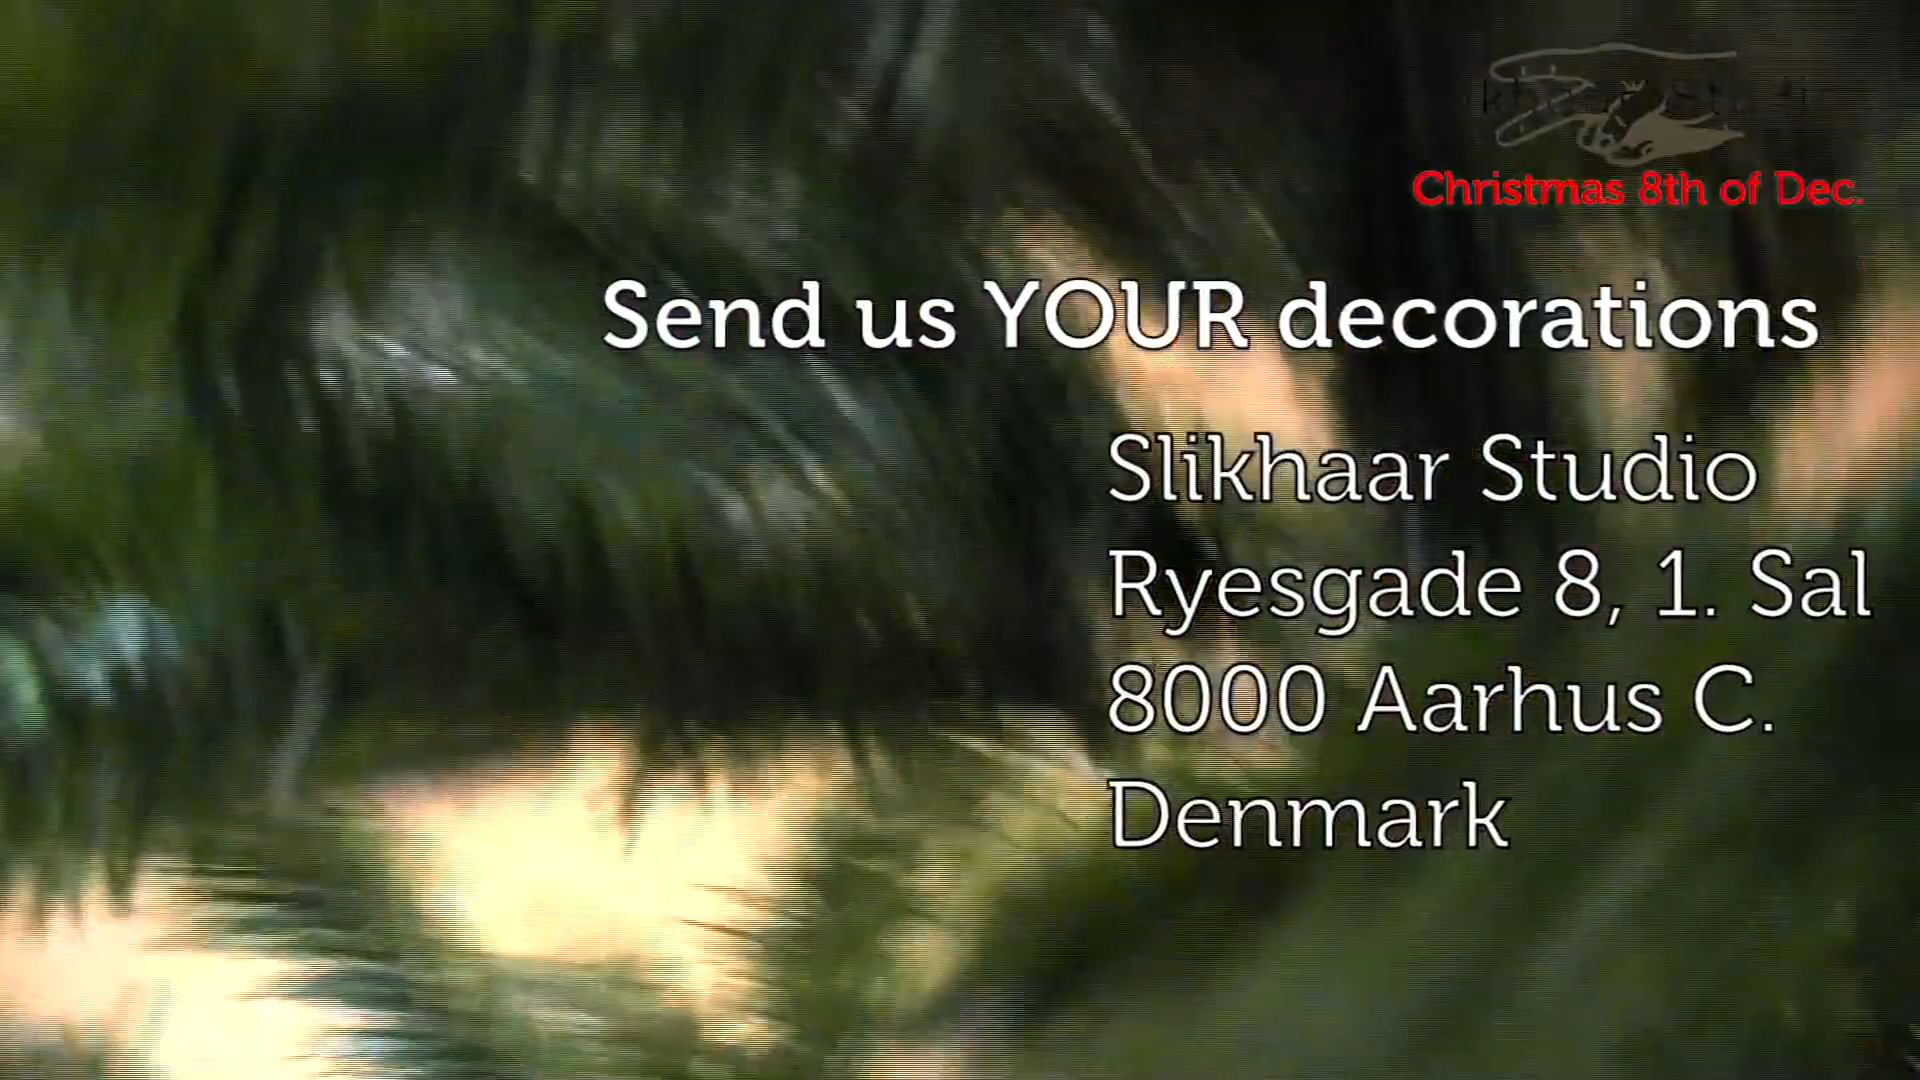 Christmas 8th of Dec.
Send us YOUR decorations
Slikhaar Studio
Ryesgade 8, 1. Sal
8000 Aarhus C.
Denmark